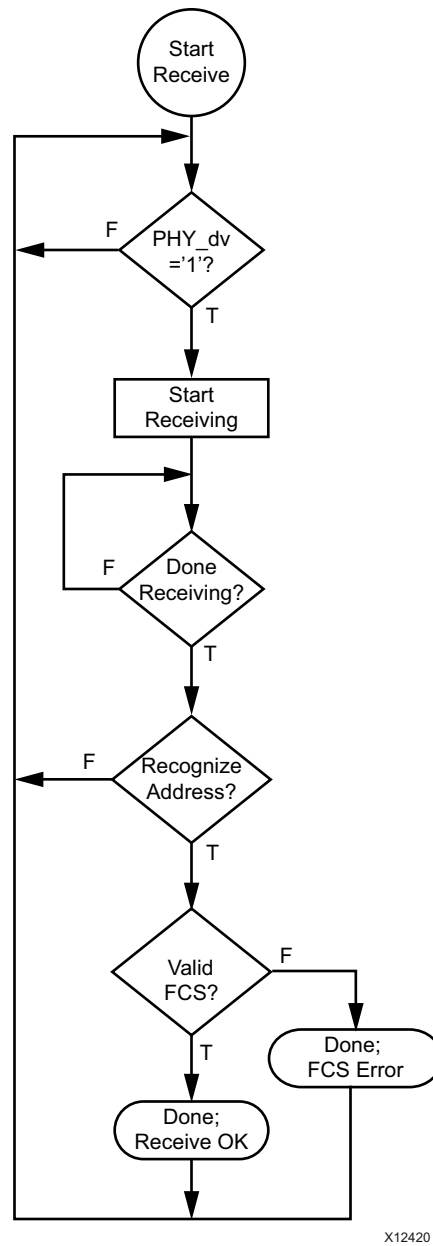 Start
Receive
F
PHY_dv
='1'?
T
Start
Receiving
F
Done
Receiving?
T
F
Recognize
Address?
T
F
Valid
FCS?
T
Done;
FCS Error
Done;
Receive OK
X12420